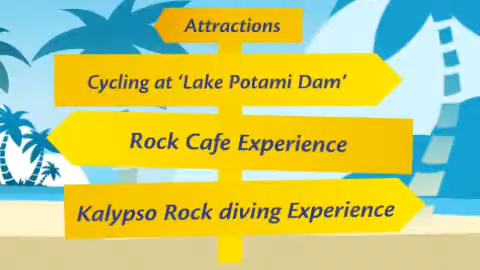 Attractions
Cycling at ‘Lake Potami Dam’
Rock Cafe Experience
Kalypso Rock diving Experience